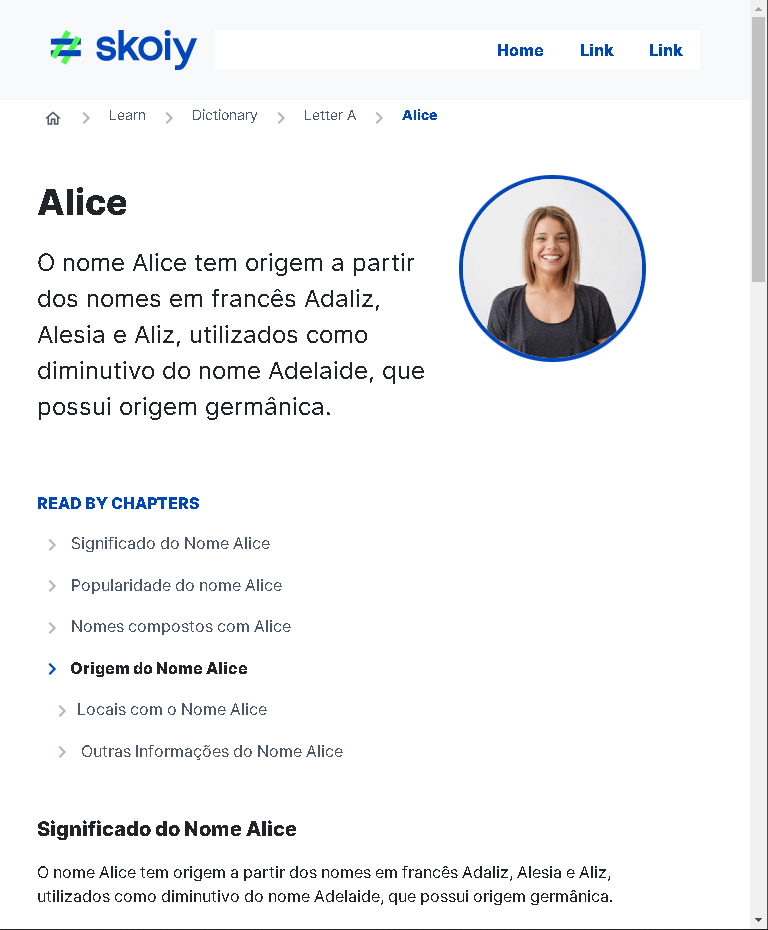 skoiy
Home Link Link
Learn Dictionary Letter A Alice
Alice
O nome Alice tem origem a partir
dos nomes em francês Adaliz,
Alesia e Aliz, utilizados como
diminutivo do nome Adelaide, que
possui origem germânica.
READ BY CHAPTERS
Significado do Nome Alice
Popularidade do nome Alice
Nomes compostos com Alice
Origem do Nome Alice
Locais com o Nome Alice
Outras Informações do Nome Alice
Significado do Nome Alice
O nome Alice tem origem a partir dos nomes em francês Adaliz, Alesia e Aliz,
utilizados como diminutivo do nome Adelaide, que possui origem germânica.